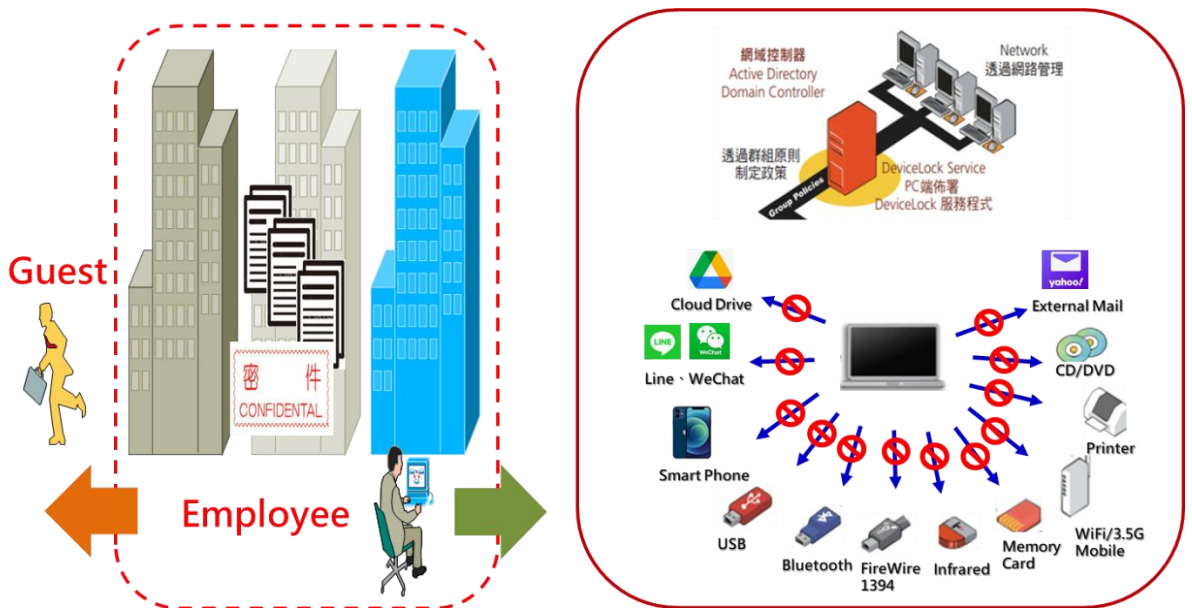 Guest
密 件
CONFIDENTAL
Employee
網域控制器
Active Directory
Domain Controller
Network
透過網路管理
透過群組原則
制定政策
DeviceLock Service
PC端佈署
DeviceLock 服務程式
Group Policies
Cloud Drive
yahoo!
External Mail
LINE
WeChat
Line、WeChat
CD/DVD
Smart Phone
Printer
USB
Bluetooth
FireWire
1394
Infrared
Memory
Card
WiFi/3.5G
Mobile